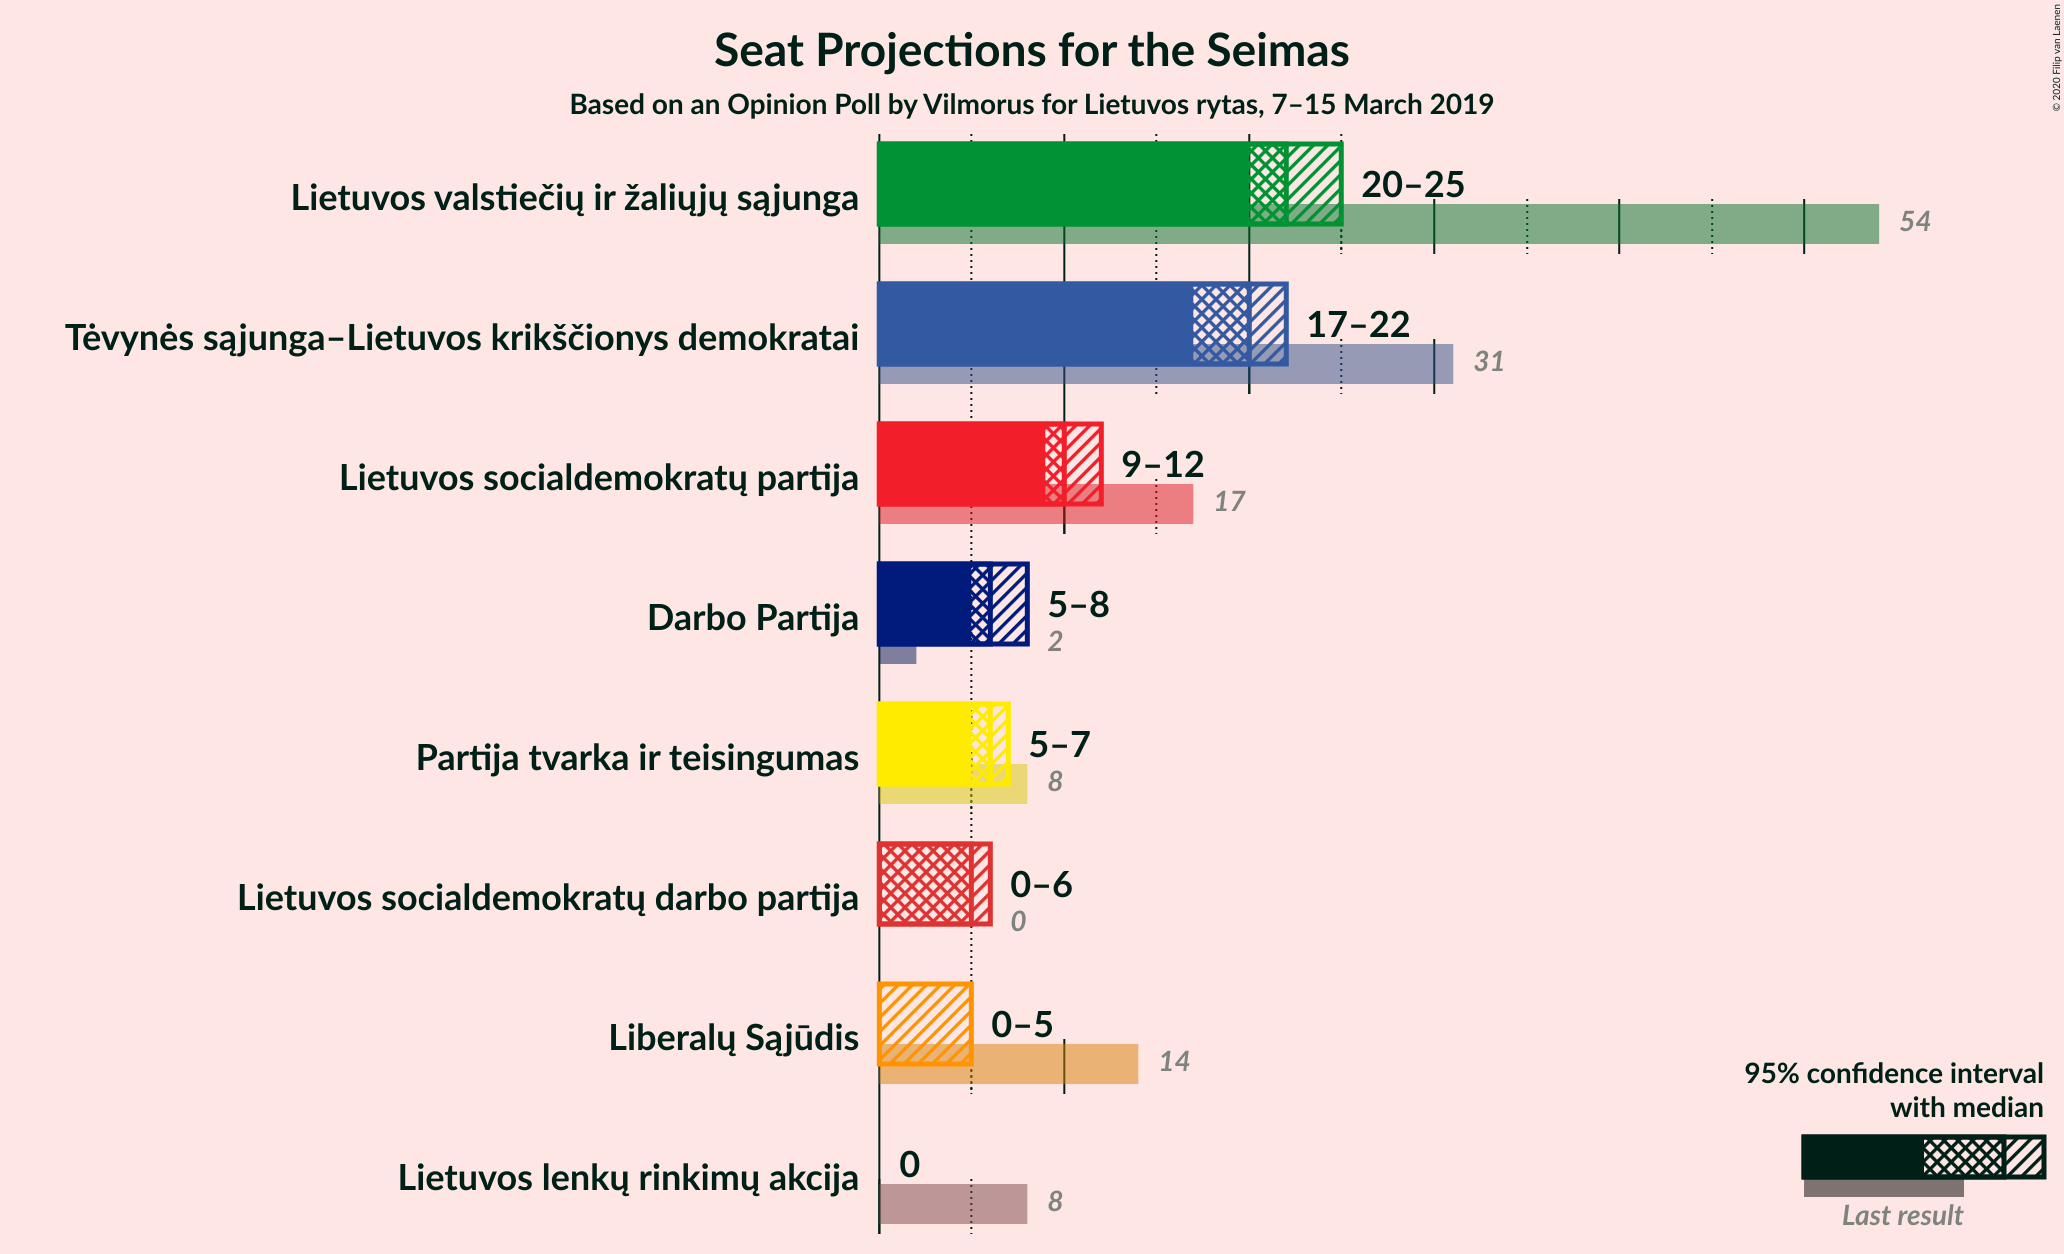 © 2020 Filip van Laenen
Seat Projections for the Seimas
Based on an Opinion Poll by Vilmorus for Lietuvos rytas, 7–15 March 2019
Lietuvos valstiečių ir žaliųjų sąjunga
20–25
54
Tėvynės sąjunga–Lietuvos krikščionys demokratai
17–22
31
Lietuvos socialdemokratų partija
9–12
17
Darbo Partija
5–8
2
Partija tvarka ir teisingumas
5–7
8
Lietuvos socialdemokratų darbo partija
0–6
0
Liberalų Sąjūdis
0–5
14
Lietuvos lenkų rinkimų akcija
0
8
95% confidence interval
with median
Last result